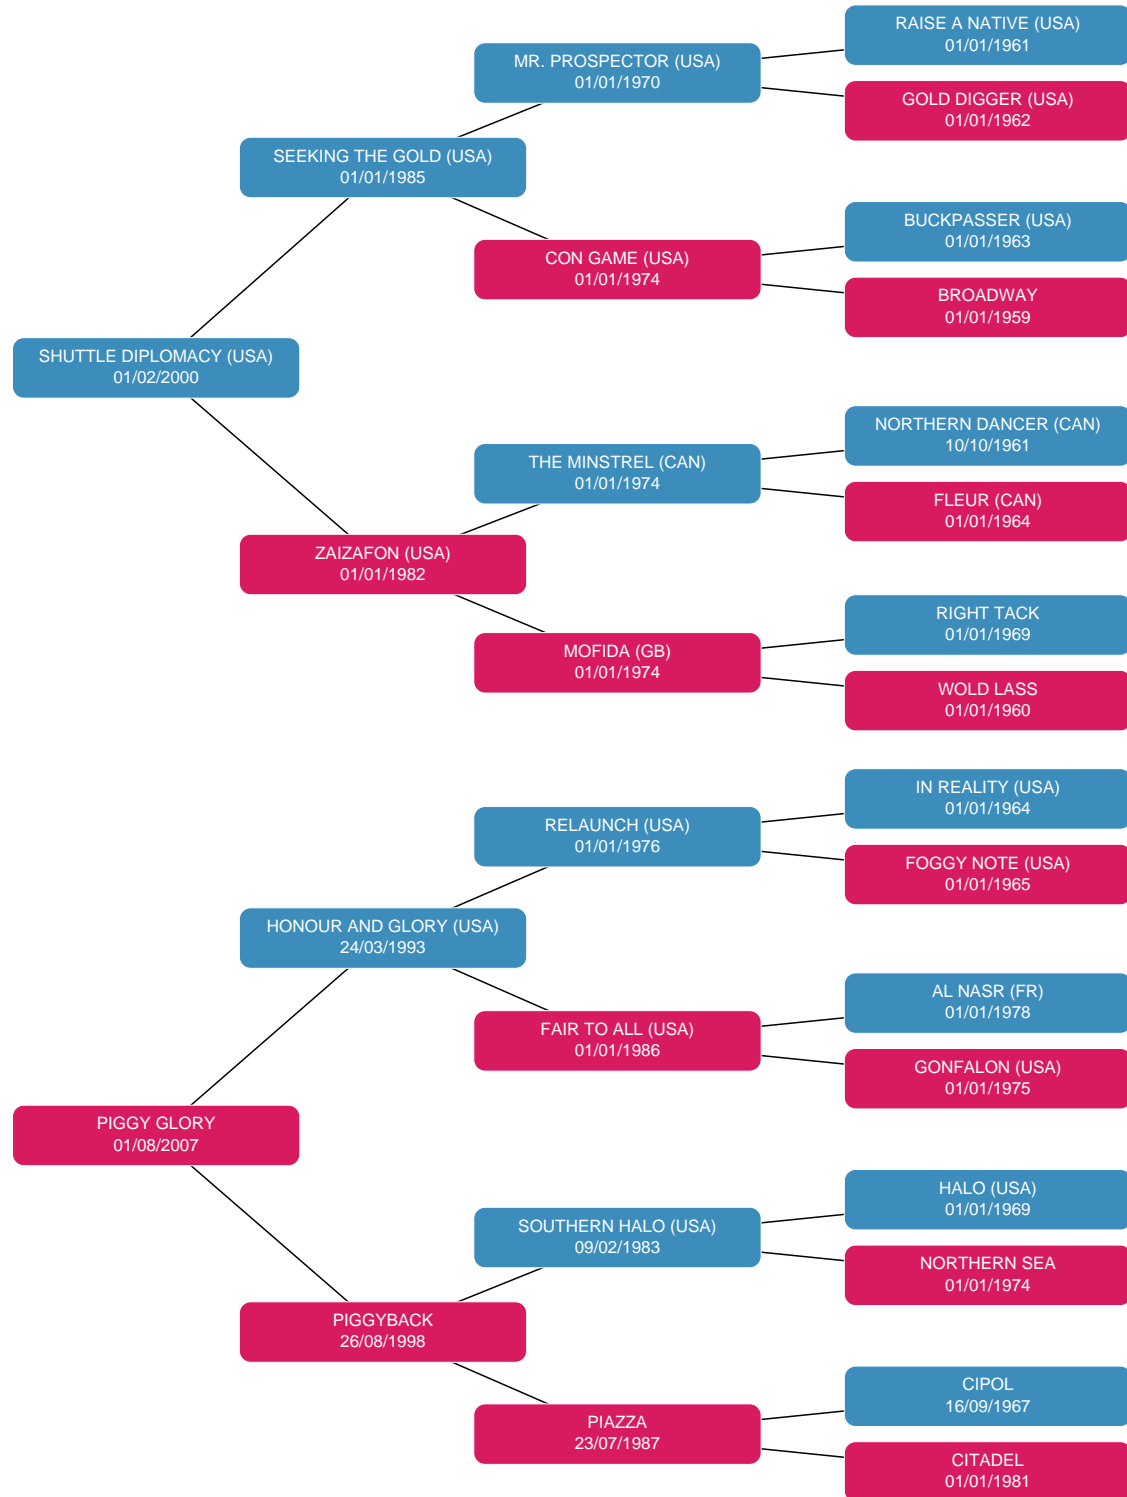 RAISE A NATIVE (USA)
01/01/1961
MR. PROSPECTOR (USA)
01/01/1970
GOLD DIGGER (USA)
01/01/1962
SEEKING THE GOLD (USA)
01/01/1985
BUCKPASSER (USA)
01/01/1963
CON GAME (USA)
01/01/1974
BROADWAY
01/01/1959
SHUTTLE DIPLOMACY (USA)
01/02/2000
NORTHERN DANCER (CAN)
10/10/1961
THE MINSTREL (CAN)
01/01/1974
FLEUR (CAN)
01/01/1964
ZAIZAFON (USA)
01/01/1982
RIGHT TACK
01/01/1969
MOFIDA (GB)
01/01/1974
WOLD LASS
01/01/1960
IN REALITY (USA)
01/01/1964
RELAUNCH (USA)
01/01/1976
FOGGY NOTE (USA)
01/01/1965
HONOUR AND GLORY (USA)
24/03/1993
AL NASR (FR)
01/01/1978
FAIR TO ALL (USA)
01/01/1986
GONFALON (USA)
01/01/1975
PIGGY GLORY
01/08/2007
HALO (USA)
01/01/1969
SOUTHERN HALO (USA)
09/02/1983
NORTHERN SEA
01/01/1974
PIGGYBACK
26/08/1998
CIPOL
16/09/1967
PIAZZA
23/07/1987
CITADEL
01/01/1981